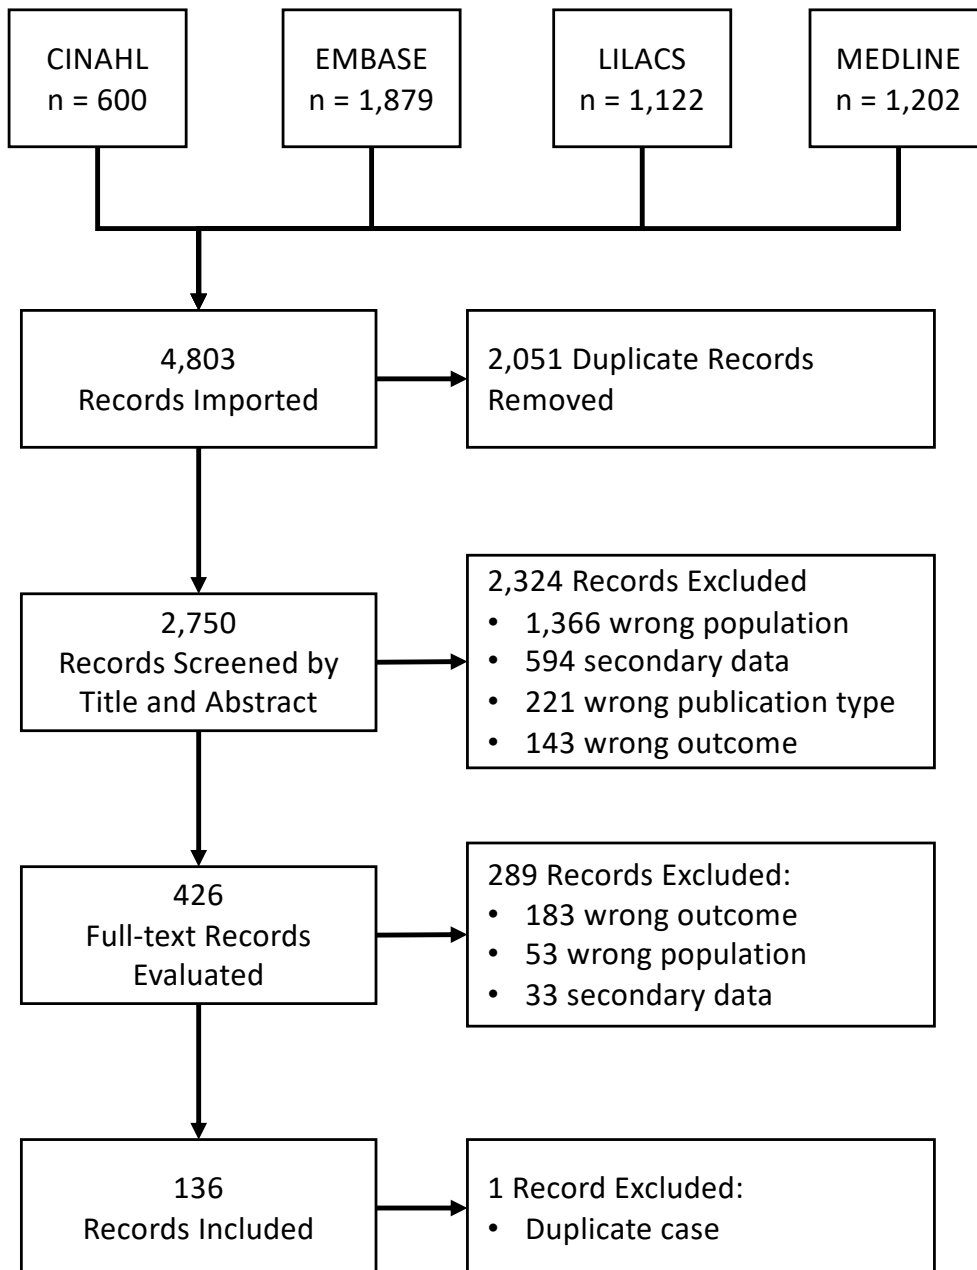 CINAHL
n = 600
EMBASE
n = 1,879
LILACS
n = 1,122
MEDLINE
n = 1,202
4,803
Records Imported
2,051 Duplicate Records
Removed
2,750
Records Screened by
Title and Abstract
2,324 Records Excluded
• 1,366 wrong population
• 594 secondary data
• 221 wrong publication type
• 143 wrong outcome
426
Full-text Records
Evaluated
289 Records Excluded:
• 183 wrong outcome
• 53 wrong population
• 33 secondary data
136
Records Included
1 Record Excluded:
• Duplicate case